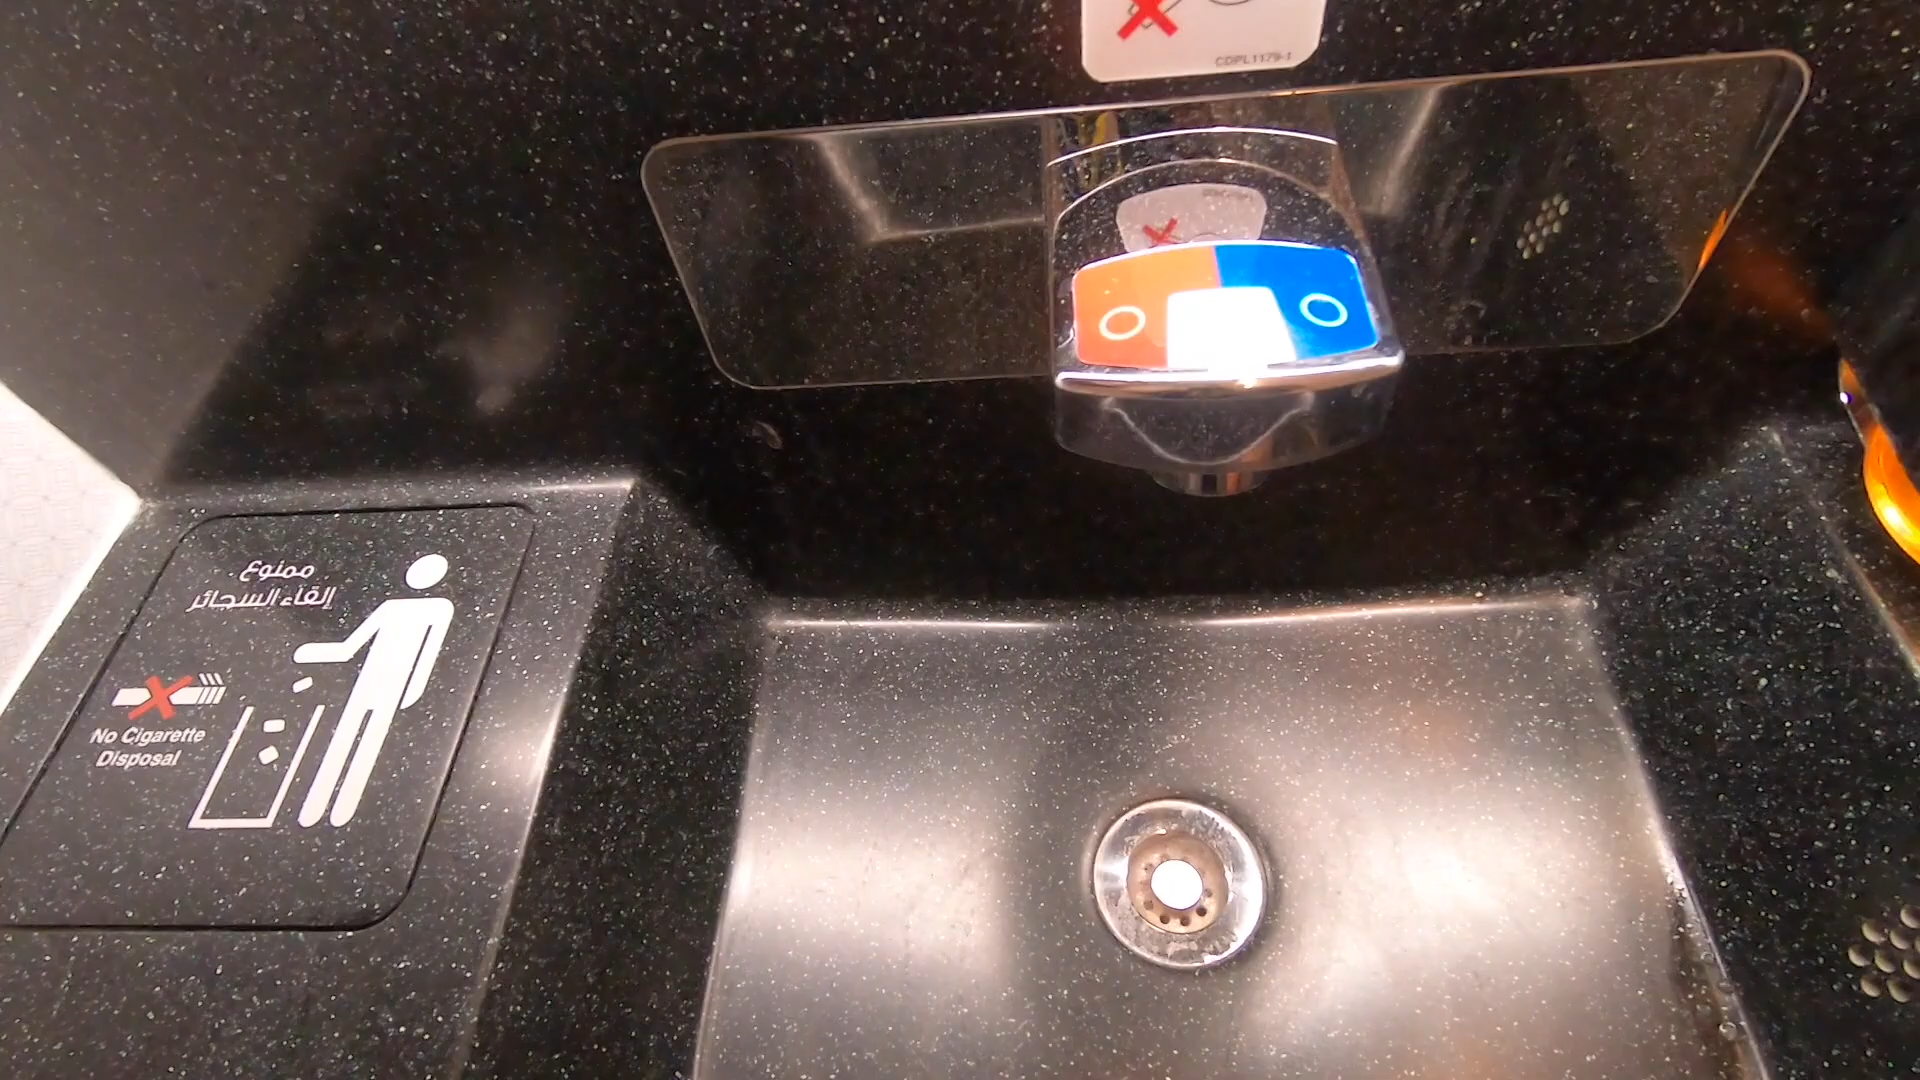 CDPL1179-1
ممنوع
إلقاء السجائر
No Cigarette
Disposal